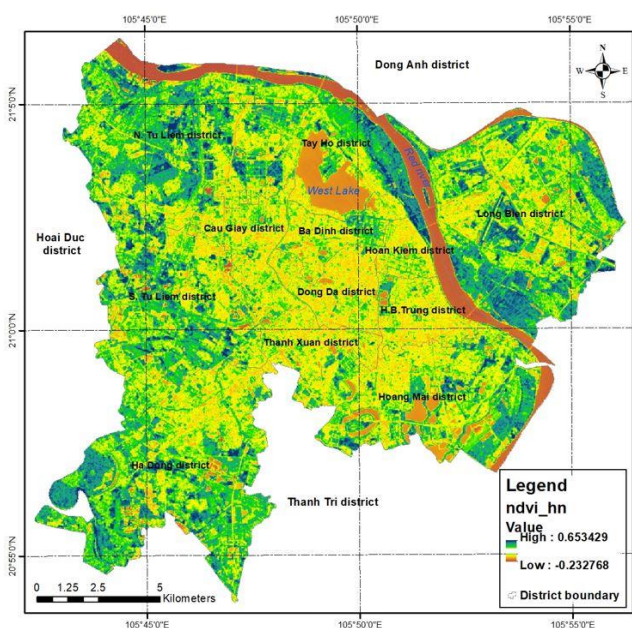 105°45'0"E
105°50'0"E
105°55'0"E
Dong Anh district
N
W
E
S
21°5'0"N
N. Tu Liem district
Tay Ho district
Red river
West Lake
Long Bien district
Cau Giay district
Ba Dinh district
Hoai Duc
district
Hoan Kiem district
Dong Da district
S. Tu Liem district
H.B.Trung district
21°0'0"N
Thanh Xuan district
Hoang Mai district
Ha Dong district
Thanh Tri district
Legend
ndvi_hn
Value
High : 0.653429
Low : -0.232768
District boundary
20°55'0"N
0 1.25 2.5 5
Kilometers
105°45'0"E
105°50'0"E
105°55'0"E